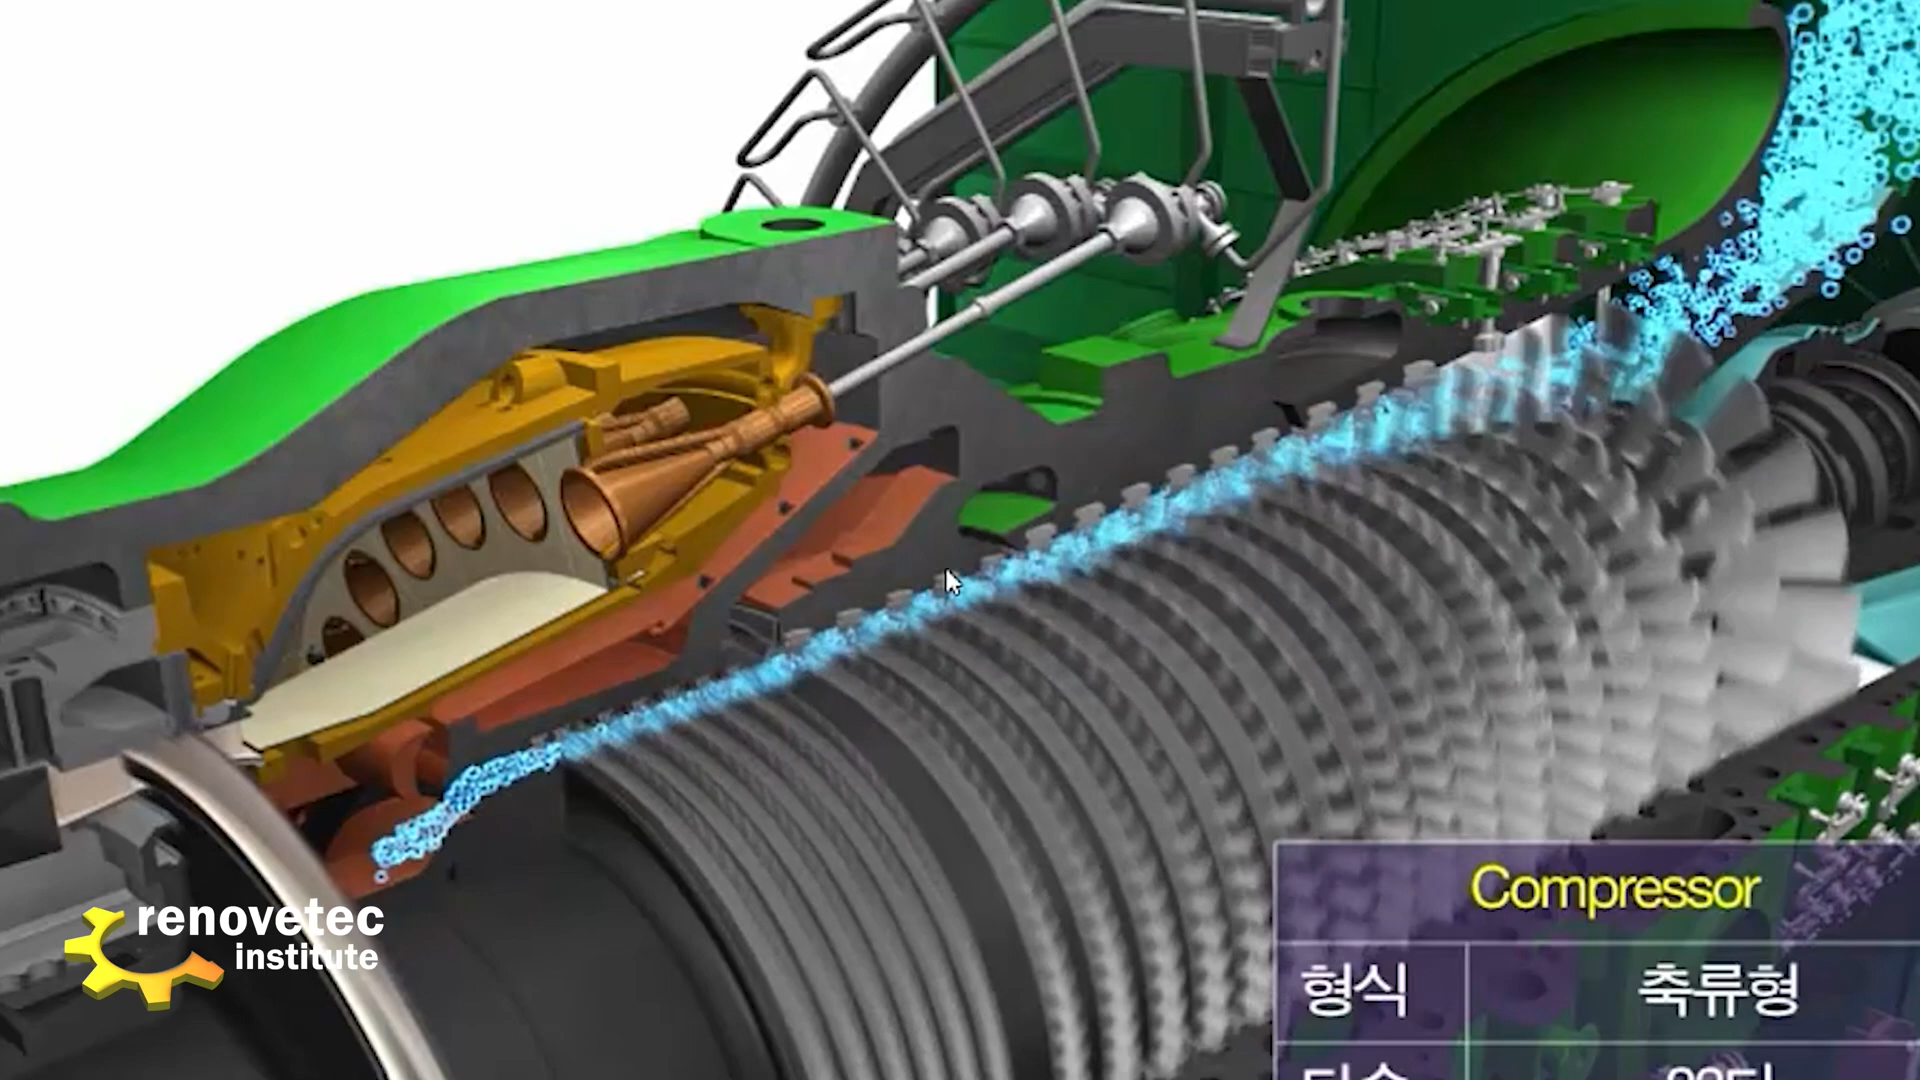 renovetec
institute
Compressor
형식 축류형